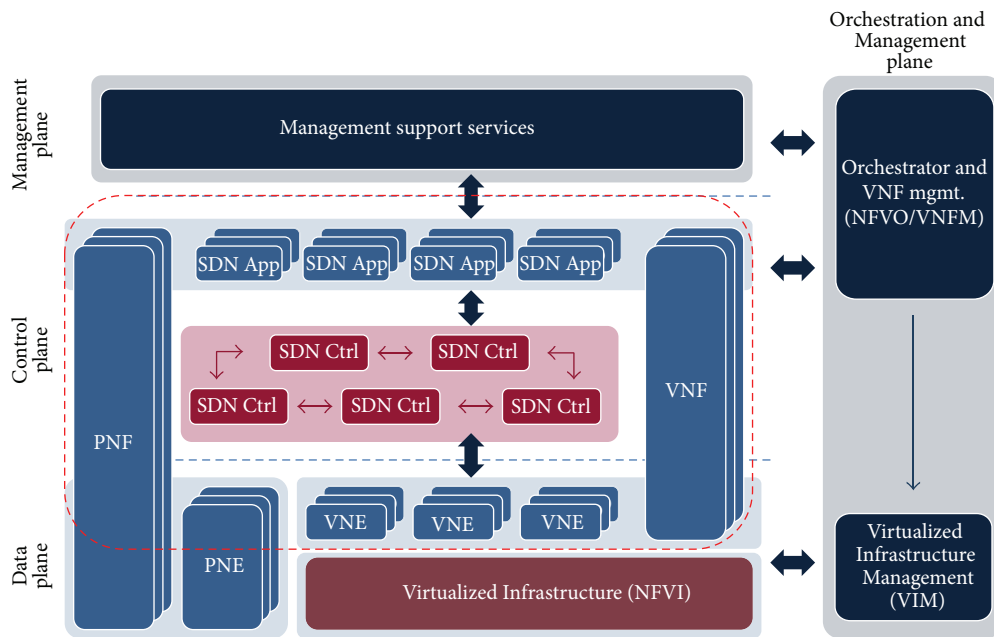 Orchestration and
Management
plane
Management
plane
Management support services
Orchestrator and
VNF mgmt.
(NFVO/VNFM)
Control
plane
SDN App
SDN App
SDN App
SDN App
SDN Ctrl
SDN Ctrl
SDN Ctrl
SDN Ctrl
SDN Ctrl
PNF
VNF
Data
plane
PNE
VNE
VNE
VNE
Virtualized Infrastructure (NFVI)
Virtualized
Infrastructure
Management
(VIM)